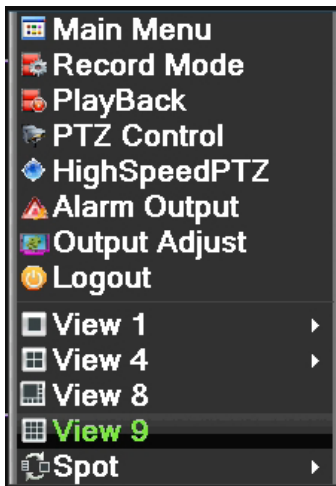 Main Menu
Record Mode
PlayBack
PTZ Control
HighSpeedPTZ
Alarm Output
Output Adjust
Logout
View 1
View 4
View 8
View 9
Spot